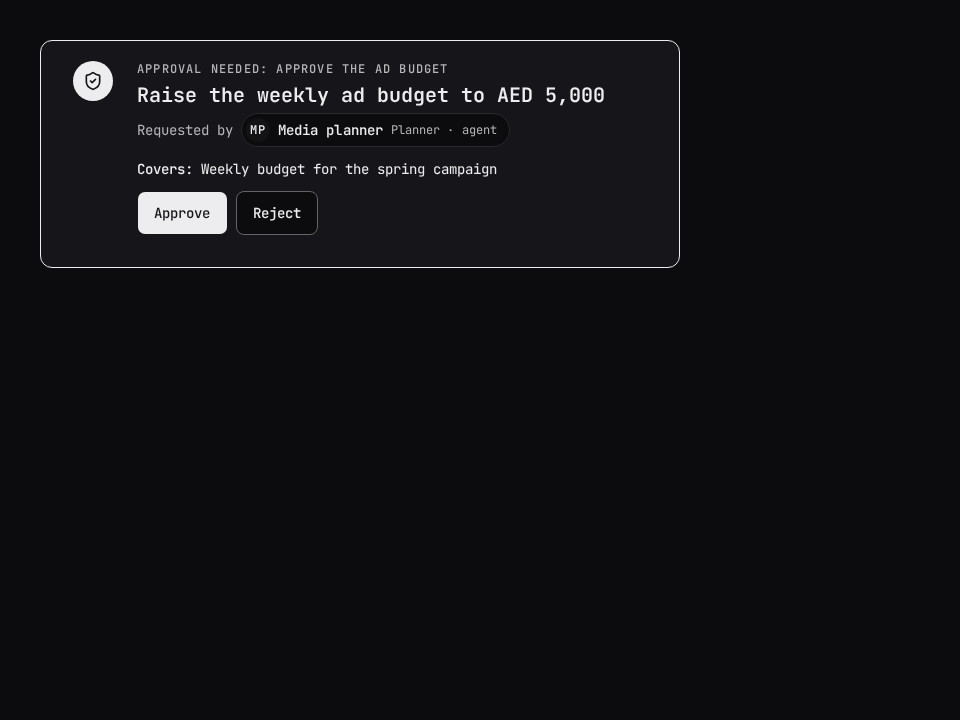 APPROVAL NEEDED: APPROVE THE AD BUDGET
Raise the weekly ad budget to AED 5,000
Requested by MP Media planner Planner · agent
Covers: Weekly budget for the spring campaign
Approve Reject